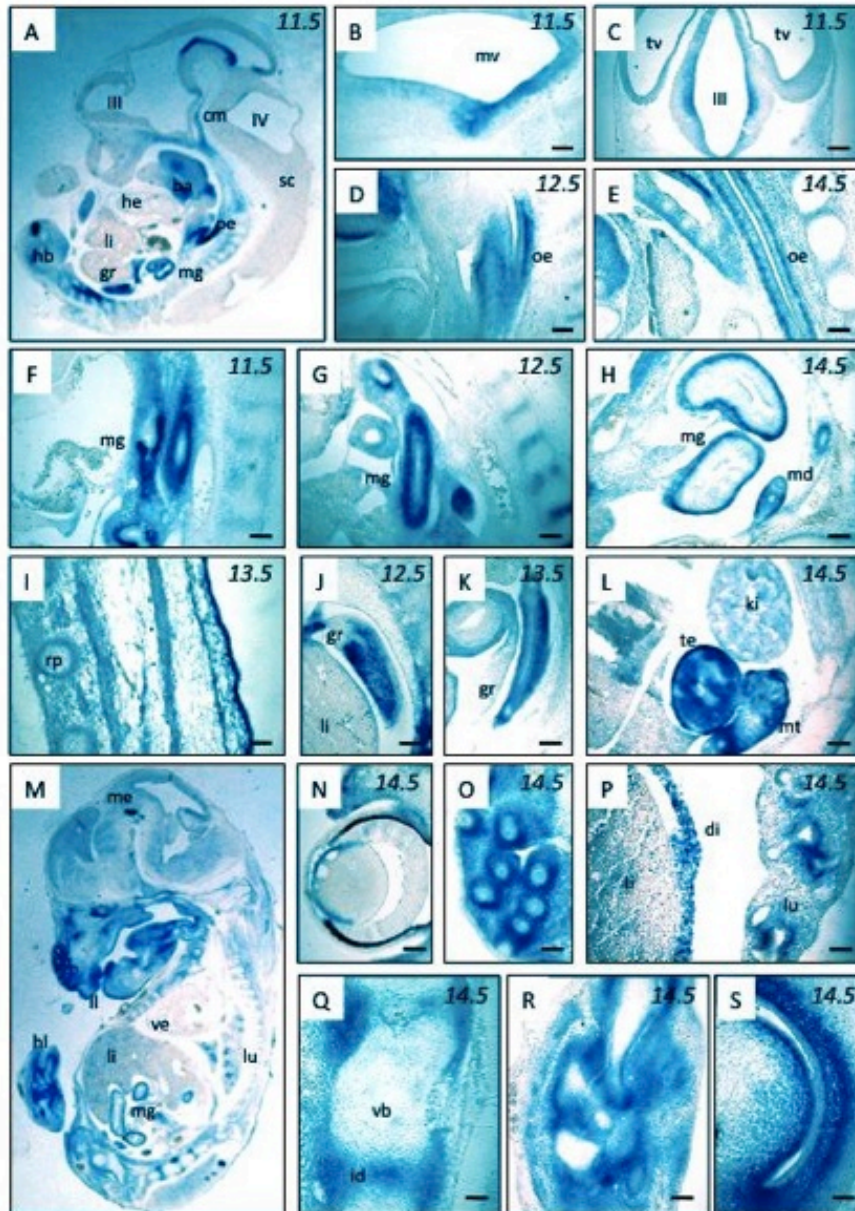 A 11.5
III
cm
IV
ba
he
sc
oe
hb
li
gr
mg
B 11.5
mv
C 11.5
tv
tv
III
D 12.5
oe
E 14.5
oe
F 11.5
mg
G 12.5
mg
H 14.5
mg
md
I 13.5
rp
J 12.5
gr
li
K 13.5
gr
L 14.5
ki
te
mt
M 14.5
me
ll
hl
ve
li
lu
mg
N 14.5
O 14.5
P 14.5
di
li
lu
Q 14.5
vb
id
R 14.5
S 14.5